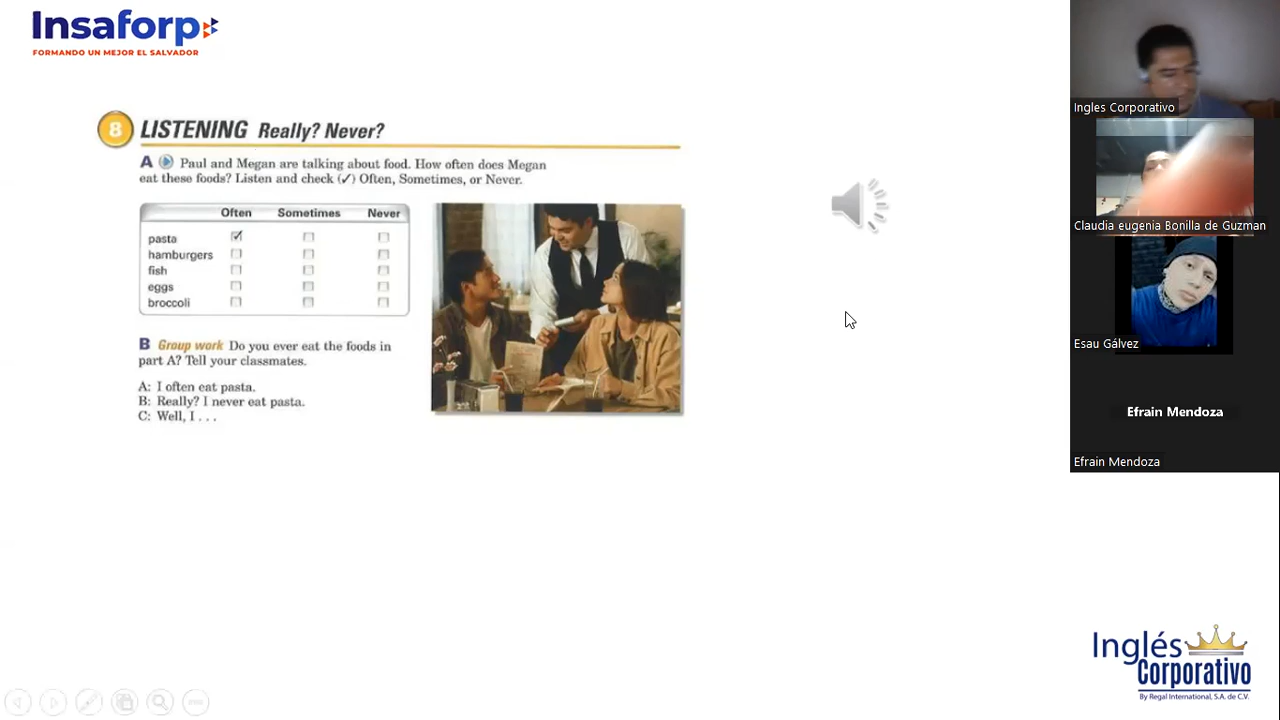 Insaforp
FORMANDO UN MEJOR EL SALVADOR
8 LISTENING Really? Never?
A Paul and Megan are talking about food. How often does Megan
eat these foods? Listen and check (✓) Often, Sometimes, or Never.
Often Sometimes Never
pasta
hamburgers
fish
eggs
broccoli
B Group work Do you ever eat the foods in
part A? Tell your classmates.
A: I often eat pasta.
B: Really? I never eat pasta.
C: Well, I . . .
Ingles Corporativo
Claudia eugenia Bonilla de Guzman
Esau Gálvez
Efrain Mendoza
Efrain Mendoza
Inglés
Corporativo
By Regal International, S.A. de C.V.